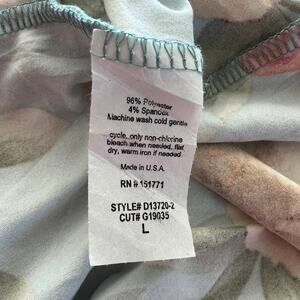 96% Polyester
4% Spandex
Machine wash cold gentle
cycle, only non-chlorine
bleach when needed, flat
dry, warm iron if needed
Made in U.S.A.
RN # 151771
STYLE# D13720-2
CUT# G19035
L